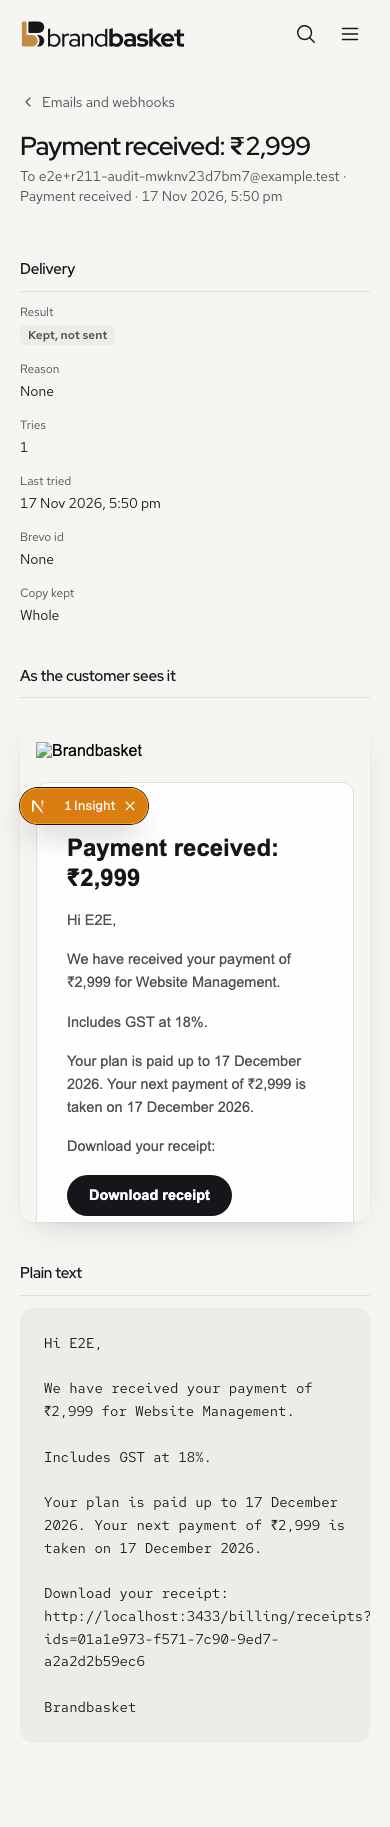 brandbasket
Emails and webhooks
Payment received: ₹2,999
To e2e+r211-audit-mwknv23d7bm7@example.test ·
Payment received · 17 Nov 2026, 5:50 pm
Delivery
Result
Kept, not sent
Reason
None
Tries
1
Last tried
17 Nov 2026, 5:50 pm
Brevo id
None
Copy kept
Whole
As the customer sees it
Brandbasket
1 Insight
Payment received:
₹2,999
Hi E2E,
We have received your payment of
₹2,999 for Website Management.
Includes GST at 18%.
Your plan is paid up to 17 December
2026. Your next payment of ₹2,999 is
taken on 17 December 2026.
Download your receipt:
Download receipt
Plain text
Hi E2E,
We have received your payment of
₹2,999 for Website Management.
Includes GST at 18%.
Your plan is paid up to 17 December
2026. Your next payment of ₹2,999 is
taken on 17 December 2026.
Download your receipt:
http://localhost:3433/billing/receipts?
ids=01a1e973-f571-7c90-9ed7-
a2a2d2b59ec6
Brandbasket